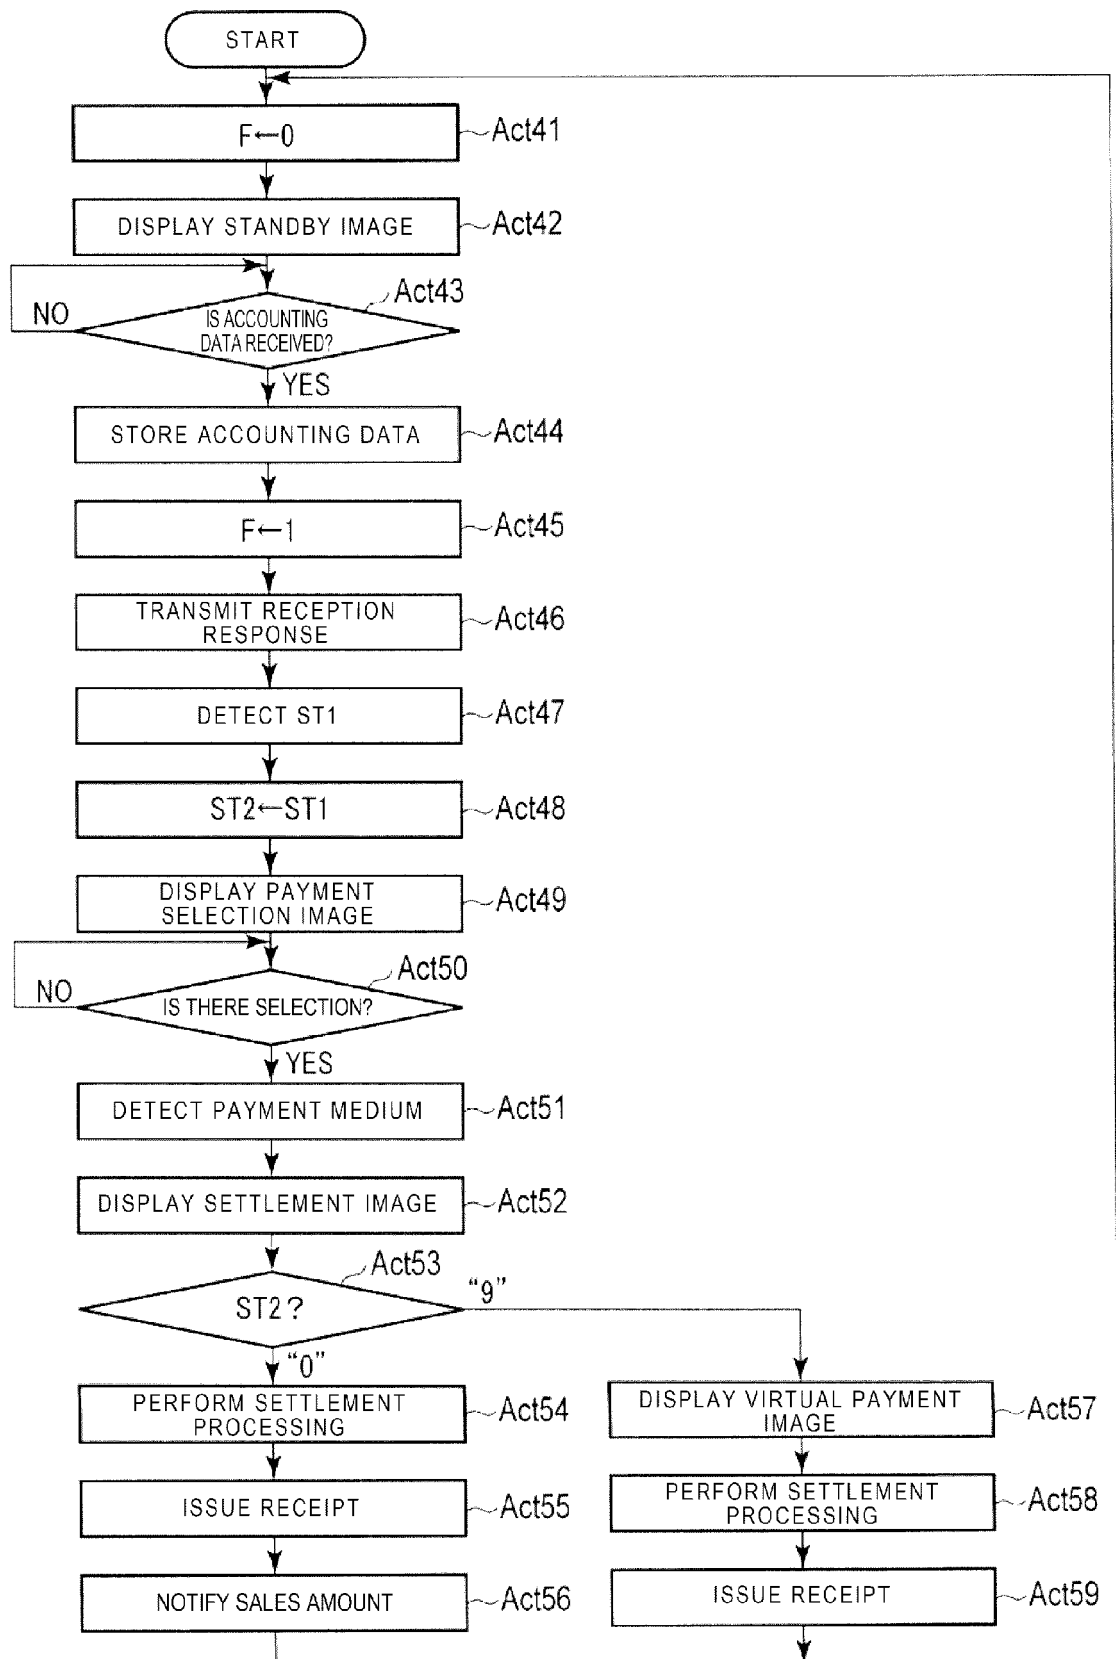 START
F←0
Act41
DISPLAY STANDBY IMAGE
Act42
Act43
NO
IS ACCOUNTING
DATA RECEIVED?
YES
STORE ACCOUNTING DATA
Act44
F←1
Act45
TRANSMIT RECEPTION
RESPONSE
Act46
DETECT ST1
Act47
ST2←ST1
Act48
DISPLAY PAYMENT
SELECTION IMAGE
Act49
Act50
NO
IS THERE SELECTION?
YES
DETECT PAYMENT MEDIUM
Act51
DISPLAY SETTLEMENT IMAGE
Act52
Act53
ST2?
"9"
"0"
PERFORM SETTLEMENT
PROCESSING
Act54
ISSUE RECEIPT
Act55
NOTIFY SALES AMOUNT
Act56
DISPLAY VIRTUAL PAYMENT
IMAGE
Act57
PERFORM SETTLEMENT
PROCESSING
Act58
ISSUE RECEIPT
Act59